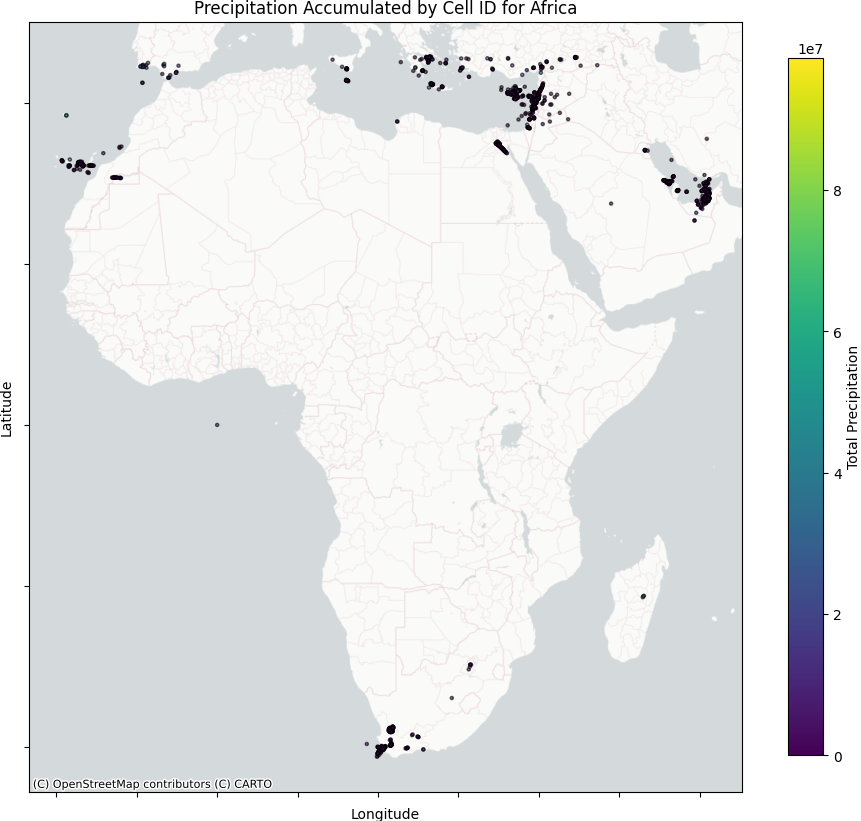 Precipitation Accumulated by Cell ID for Africa
1e7
8
6
4
2
0
Total Precipitation
Latitude
(C) OpenStreetMap contributors (C) CARTO
Longitude